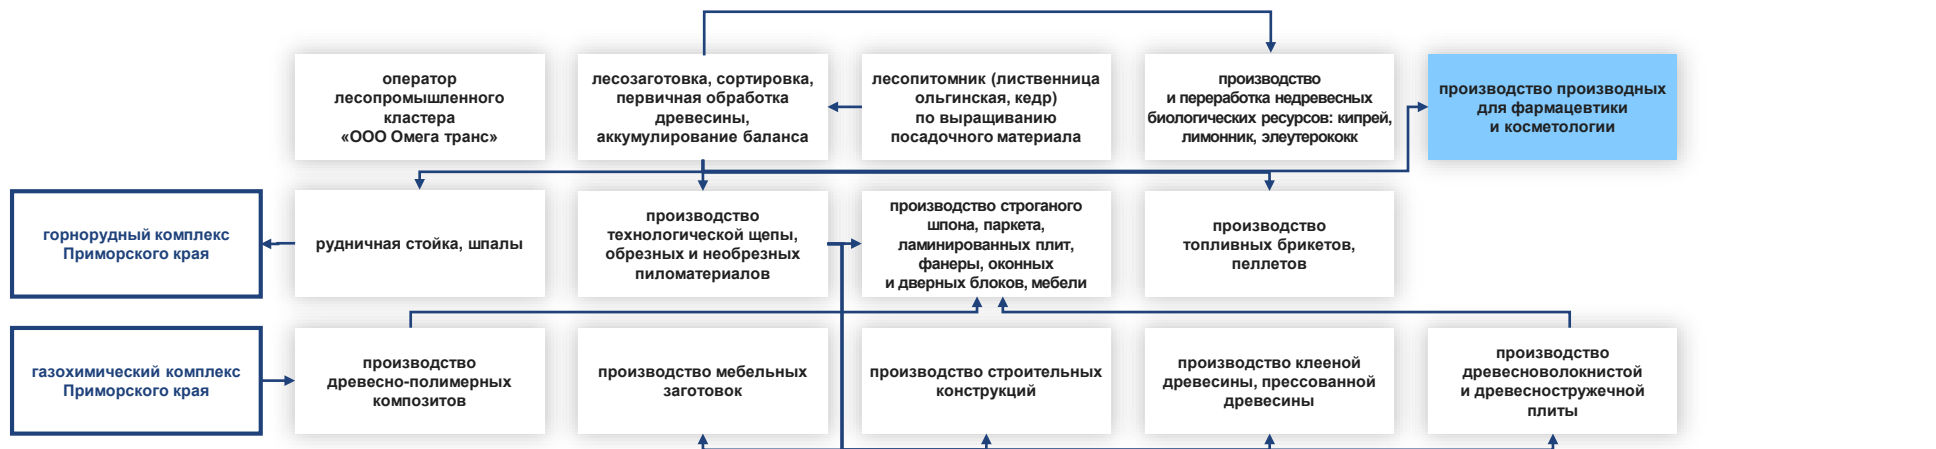 оператор
лесопромышленного
кластера
«ООО Омега транс»
лесозаготовка, сортировка,
первичная обработка
древесины,
аккумулирование баланса
лесопитомник (лиственница
ольгинская, кедр)
по выращиванию
посадочного материала
производство
и переработка недревесных
биологических ресурсов: кипрей,
лимонник, элеутерококк
производство производных
для фармацевтики
и косметологии
горнорудный комплекс
Приморского края
рудничная стойка, шпалы
производство
технологической щепы,
обрезных и необрезных
пиломатериалов
производство строганого
шпона, паркета,
ламинированных плит,
фанеры, оконных
и дверных блоков, мебели
производство
топливных брикетов,
пеллетов
газохимический комплекс
Приморского края
производство
древесно-полимерных
композитов
производство мебельных
заготовок
производство строительных
конструкций
производство клееной
древесины, прессованной
древесины
производство
древесноволокнистой
и древесностружечной
плиты